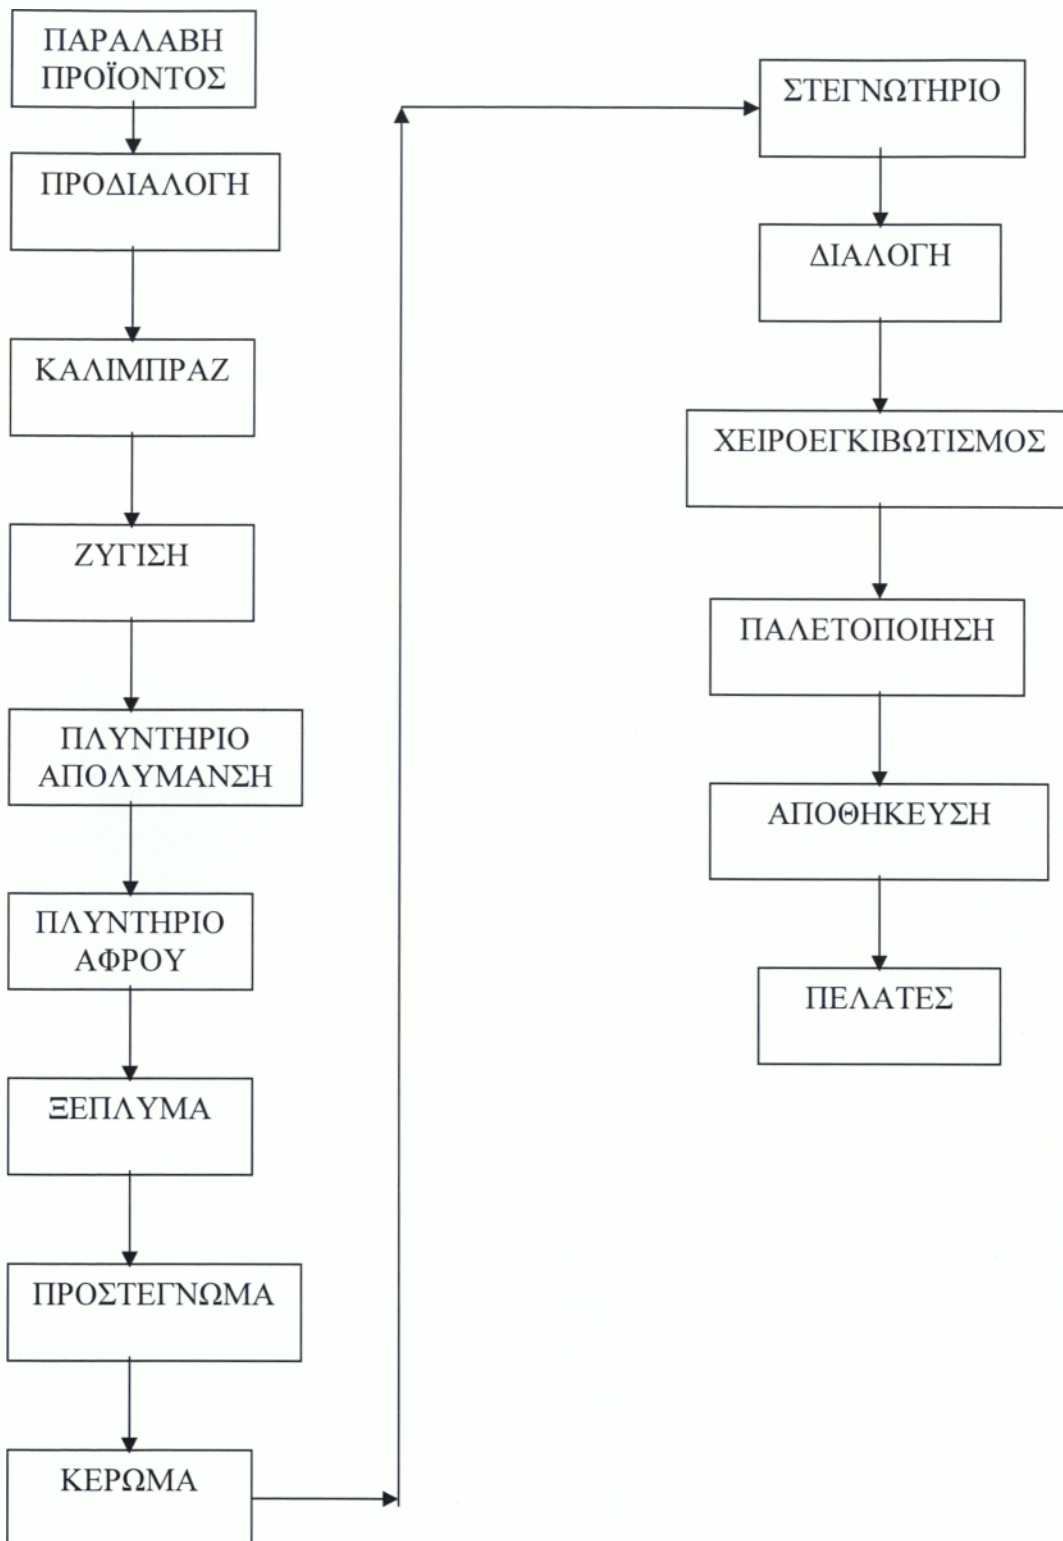 ΠΑΡΑΛΑΒΗ
ΠΡΟΪΟΝΤΟΣ
ΠΡΟΔΙΑΛΟΓΗ
ΚΑΛΙΜΠΡΑΖ
ΖΥΓΙΣΗ
ΠΛΥΝΤΗΡΙΟ
ΑΠΟΛΥΜΑΝΣΗ
ΠΛΥΝΤΗΡΙΟ
ΑΦΡΟΥ
ΞΕΠΛΥΜΑ
ΠΡΟΣΤΕΓΝΩΜΑ
ΚΕΡΩΜΑ
ΣΤΕΓΝΩΤΗΡΙΟ
ΔΙΑΛΟΓΗ
ΧΕΙΡΟΕΓΚΙΒΩΤΙΣΜΟΣ
ΠΑΛΕΤΟΠΟΙΗΣΗ
ΑΠΟΘΗΚΕΥΣΗ
ΠΕΛΑΤΕΣ